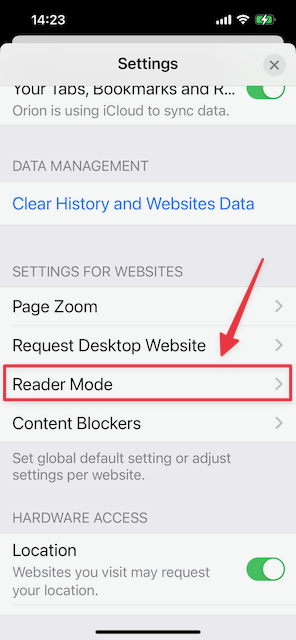 14:23
Settings
Your Tabs, Bookmarks and R...
Orion is using iCloud to sync data.
DATA MANAGEMENT
Clear History and Websites Data
SETTINGS FOR WEBSITES
Page Zoom
Request Desktop Website
Reader Mode
Content Blockers
Set global default setting or adjust
settings per website.
HARDWARE ACCESS
Location
Websites you visit may request
your location.